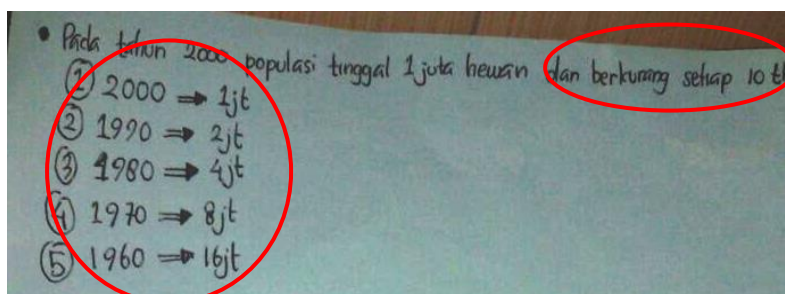 • Pada tahun 2000 populasi tinggal 1 juta hewan dan berkurang setiap 10 th
① 2000 ⇒ 1jt
② 1990 ⇒ 2jt
③ 1980 ⇒ 4jt
④ 1970 ⇒ 8jt
⑤ 1960 ⇒ 16jt